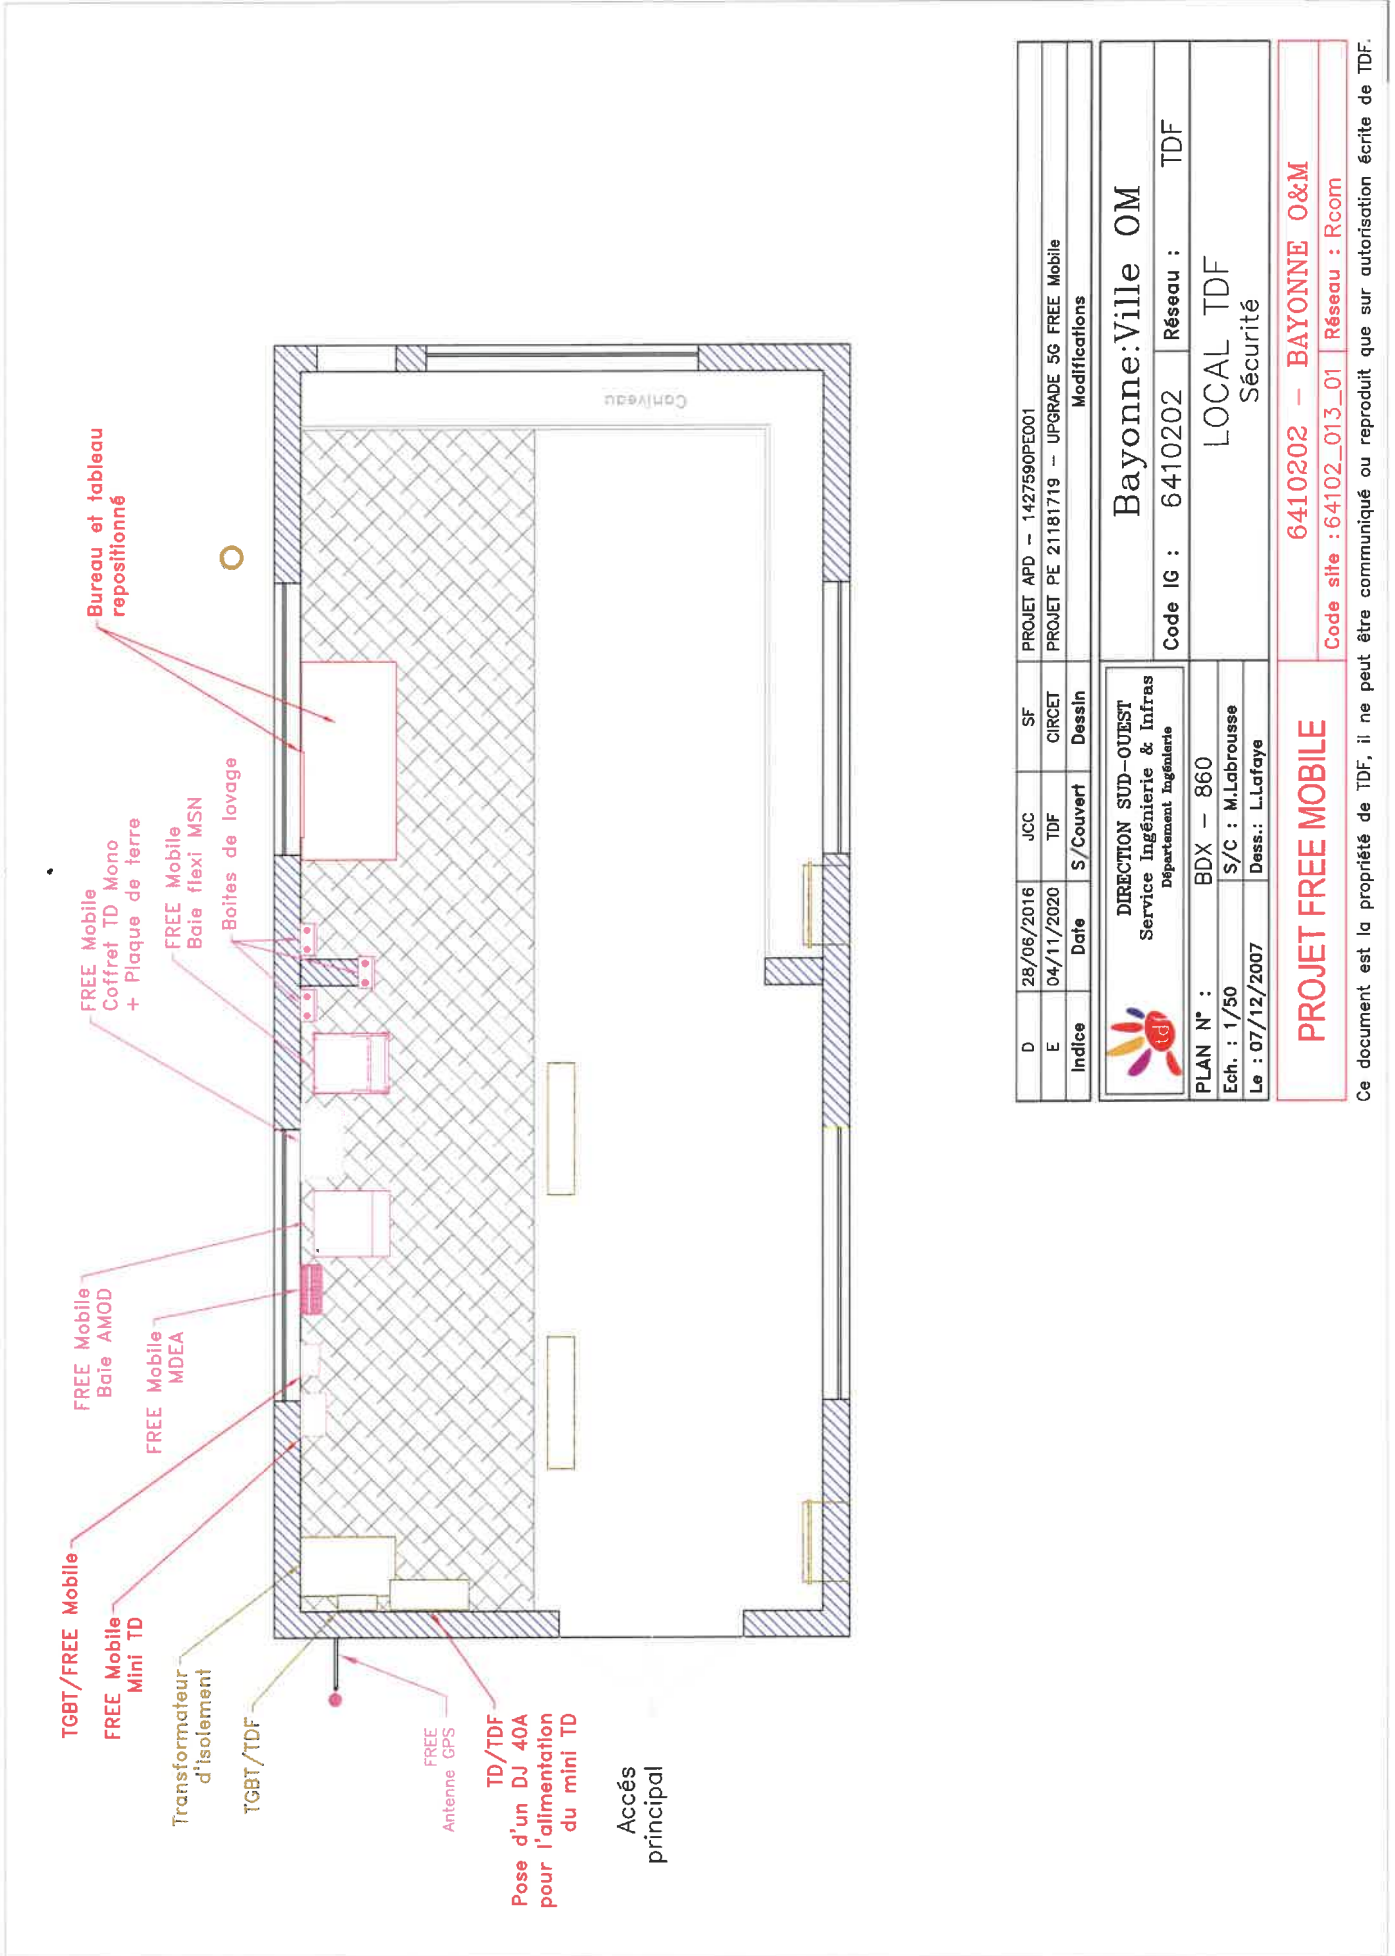 TGBT/FREE Mobile
FREE Mobile
Mini TD
Transformateur
d'isolement
TGBT/TDF
FREE
Antenne GPS
TD/TDF
Pose d'un DJ 40A
pour l'alimentation
du mini TD
Accés
principal
FREE Mobile
Baie AMOD
FREE Mobile
MDEA
FREE Mobile
Coffret TD Mono
+ Plaque de terre
FREE Mobile
Baie flexi MSN
Boites de lovage
Bureau et tableau
repositionné
Caniveau
D 28/06/2016 JCC SF PROJET APD - 1427590PE001
E 04/11/2020 TDF CIRCET PROJET PE 21181719 - UPGRADE 5G FREE Mobile
Indice Date S/Couvert Dessin Modifications
tdf
DIRECTION SUD-OUEST
Service Ingénierie & Infras
Département Ingénierie
Bayonne:Ville OM
Code IG : 6410202 Réseau : TDF
PLAN N° : BDX - 860
Ech. : 1/50 S/C : M.Labrousse
Le : 07/12/2007 Dess.: L.Lafaye
LOCAL TDF
Sécurité
PROJET FREE MOBILE
6410202 - BAYONNE O&M
Code site : 64102_013_01 Réseau : Rcom
Ce document est la propriété de TDF, il ne peut être communiqué ou reproduit que sur autorisation écrite de TDF.